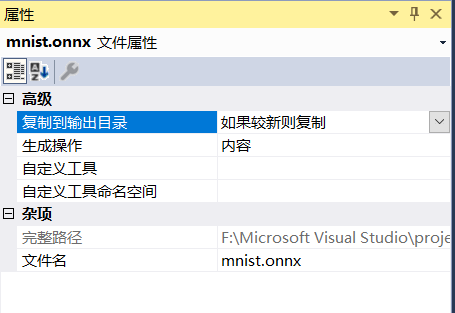 属性
mnist.onnx 文件属性
高级
复制到输出目录 如果较新则复制
生成操作 内容
自定义工具
自定义工具命名空间
杂项
完整路径 F:\Microsoft Visual Studio\proje
文件名 mnist.onnx